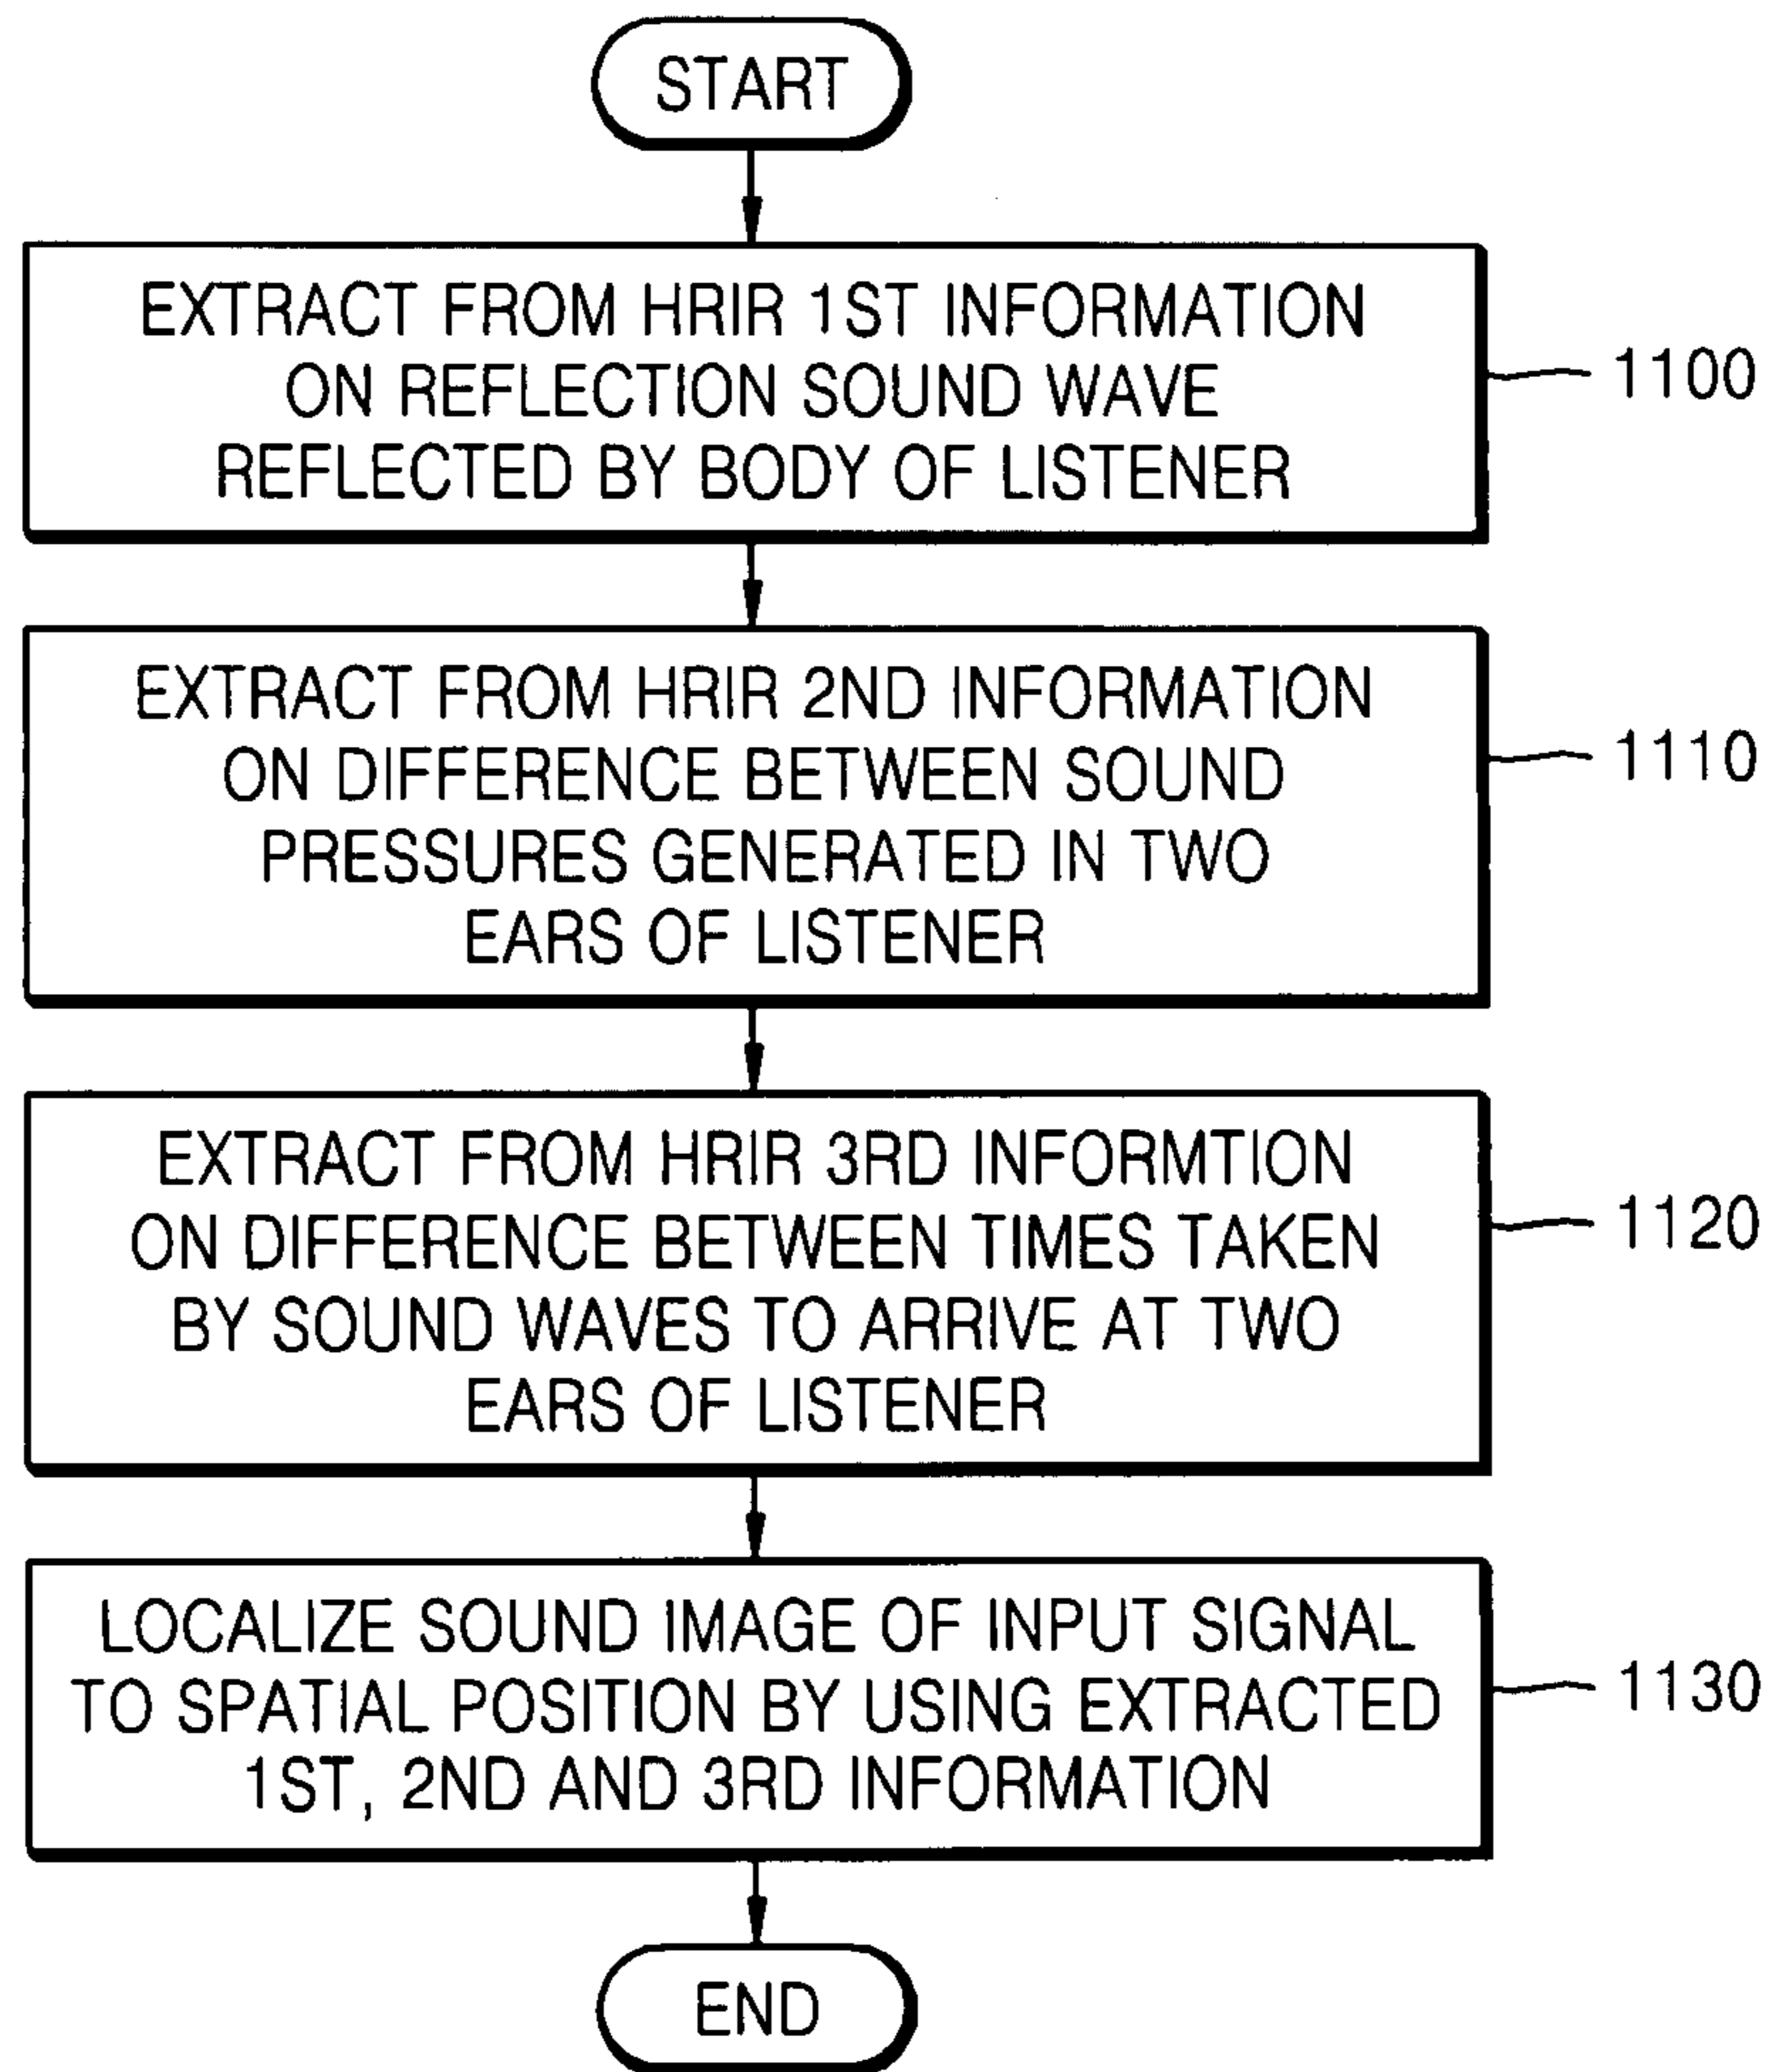 START
EXTRACT FROM HRIR 1ST INFORMATION
ON REFLECTION SOUND WAVE
REFLECTED BY BODY OF LISTENER
1100
EXTRACT FROM HRIR 2ND INFORMATION
ON DIFFERENCE BETWEEN SOUND
PRESSURES GENERATED IN TWO
EARS OF LISTENER
1110
EXTRACT FROM HRIR 3RD INFORMTION
ON DIFFERENCE BETWEEN TIMES TAKEN
BY SOUND WAVES TO ARRIVE AT TWO
EARS OF LISTENER
1120
LOCALIZE SOUND IMAGE OF INPUT SIGNAL
TO SPATIAL POSITION BY USING EXTRACTED
1ST, 2ND AND 3RD INFORMATION
1130
END